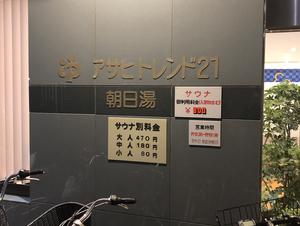 アサヒトレンド21
朝日湯
サウナ
サウナ別料金
大人 470円
中人 180円
小人 80円
営業時間